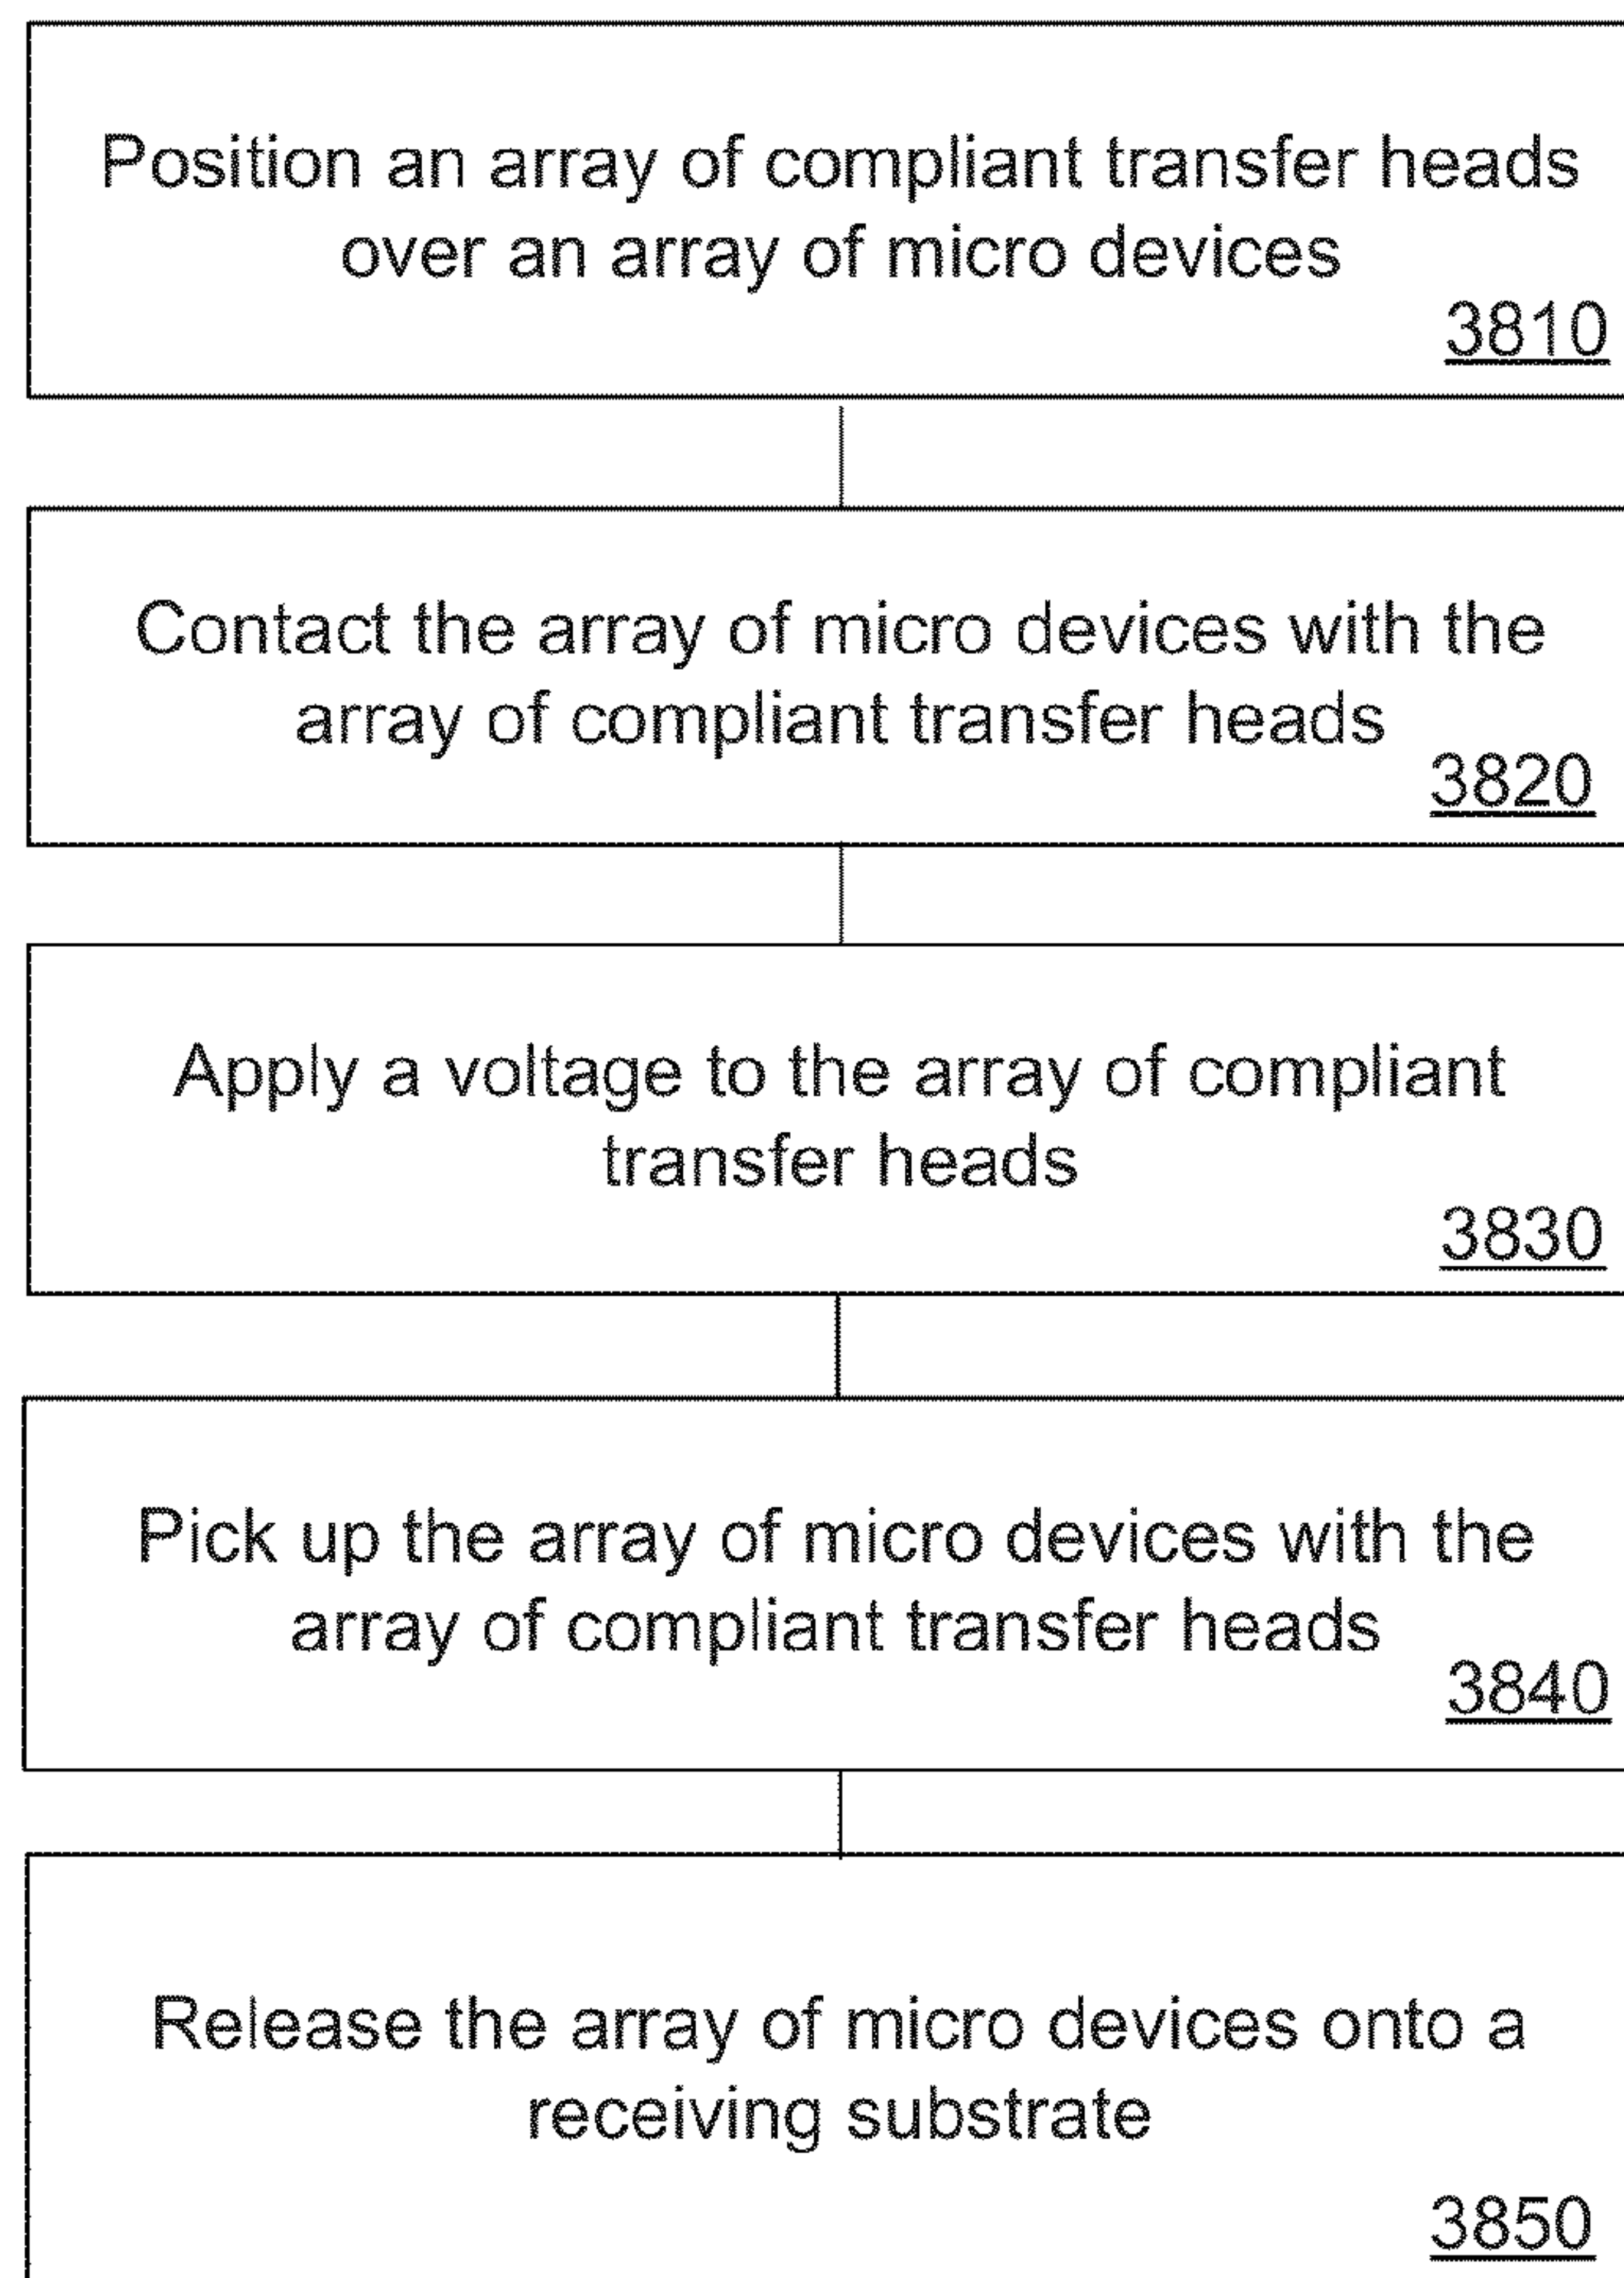 Position an array of compliant transfer heads
over an array of micro devices
3810
Contact the array of micro devices with the
array of compliant transfer heads
3820
Apply a voltage to the array of compliant
transfer heads
3830
Pick up the array of micro devices with the
array of compliant transfer heads
3840
Release the array of micro devices onto a
receiving substrate
3850